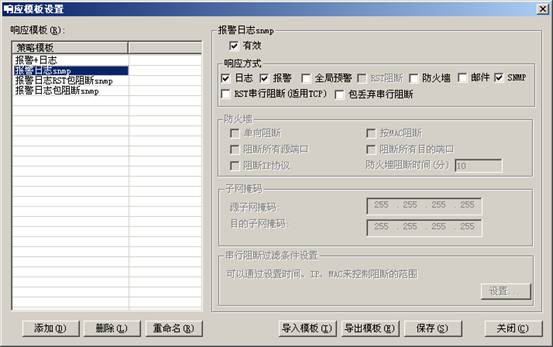 响应模板设置
响应模板(R):
策略模板
报警+日志
报警日志snmp
报警日志RST包阻断snmp
报警日志包阻断snmp
报警日志snmp
有效
响应方式
日志 报警 全局预警 RST阻断 防火墙 邮件 SNMP
RST串行阻断(适用TCP) 包丢弃串行阻断
防火墙
单向阻断 按MAC阻断
阻断所有源端口 阻断所有目的端口
阻断IP协议 防火墙阻断时间(分) 10
子网掩码
源子网掩码: 255 . 255 . 255 . 255
目的子网掩码: 255 . 255 . 255 . 255
串行阻断过滤条件设置
可以通过设置时间、IP、MAC来控制阻断的范围
设置...
添加(D) 删除(L) 重命名(R) 导入模板(I) 导出模板(E) 保存(S) 关闭(C)